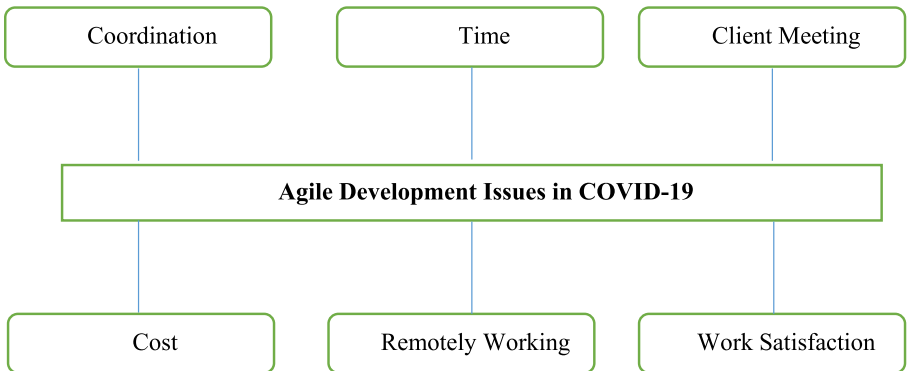 Coordination
Time
Client Meeting
Agile Development Issues in COVID-19
Cost
Remotely Working
Work Satisfaction